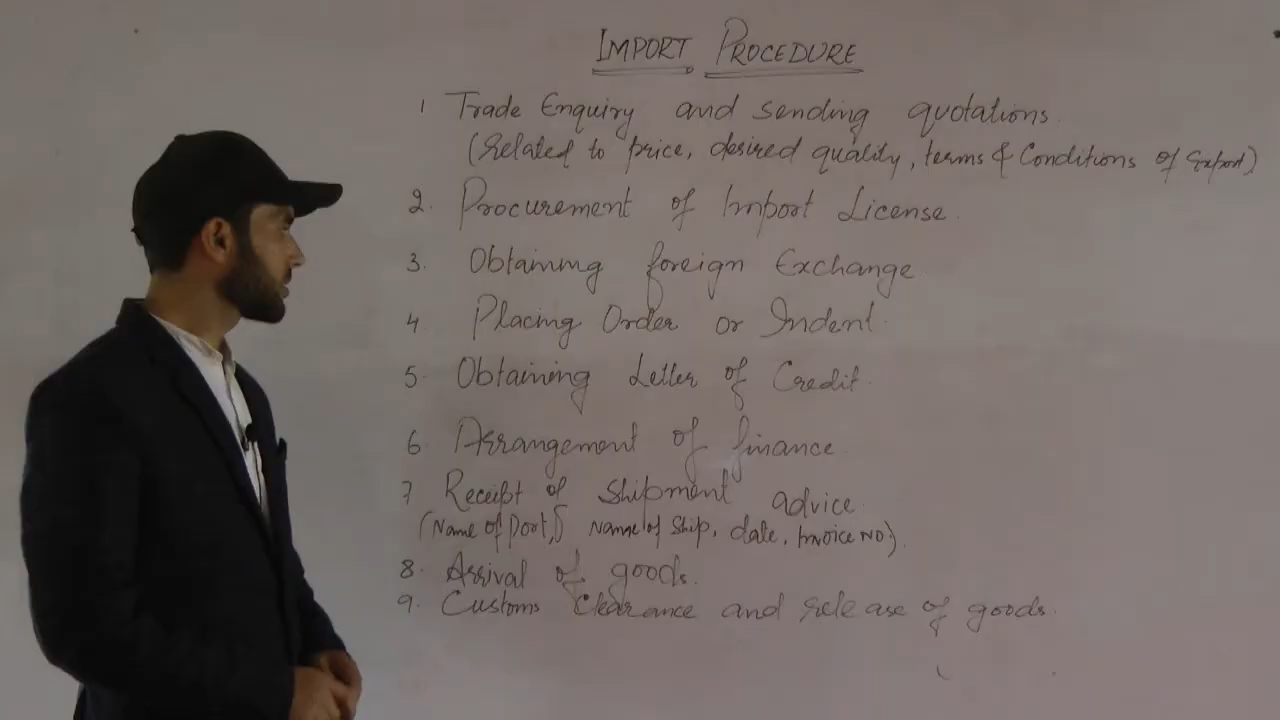 IMPORT PROCEDURE
1 Trade Enquiry and sending quotations.
(related to price, desired quality, terms & Conditions of Export)
2. Procurement of Import License.
3. Obtaining foreign Exchange
4 Placing Order or Indent.
5. Obtaining Letter of Credit.
6 Arrangement of finance
7 Receipt of Shipment advice.
(Name of Port, Name of Ship, date, Invoice No).
8. Arrival of goods.
9. Customs Clearance and release of goods.